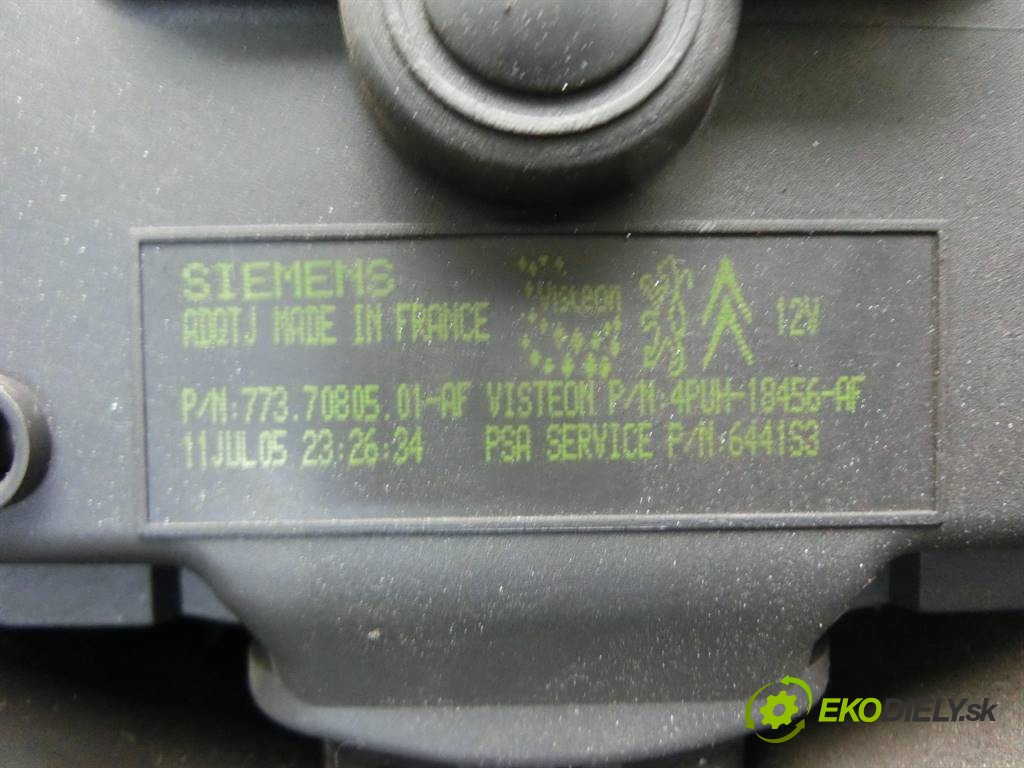 SIEMENS
Visteon
12V
MADE IN FRANCE
P/N:773.70805.01-AF VISTEON P/N:4PUH-18456-AF
11JUL05 23:26:34 PSA SERVICE P/N:6441S3
EKODIELY.sk